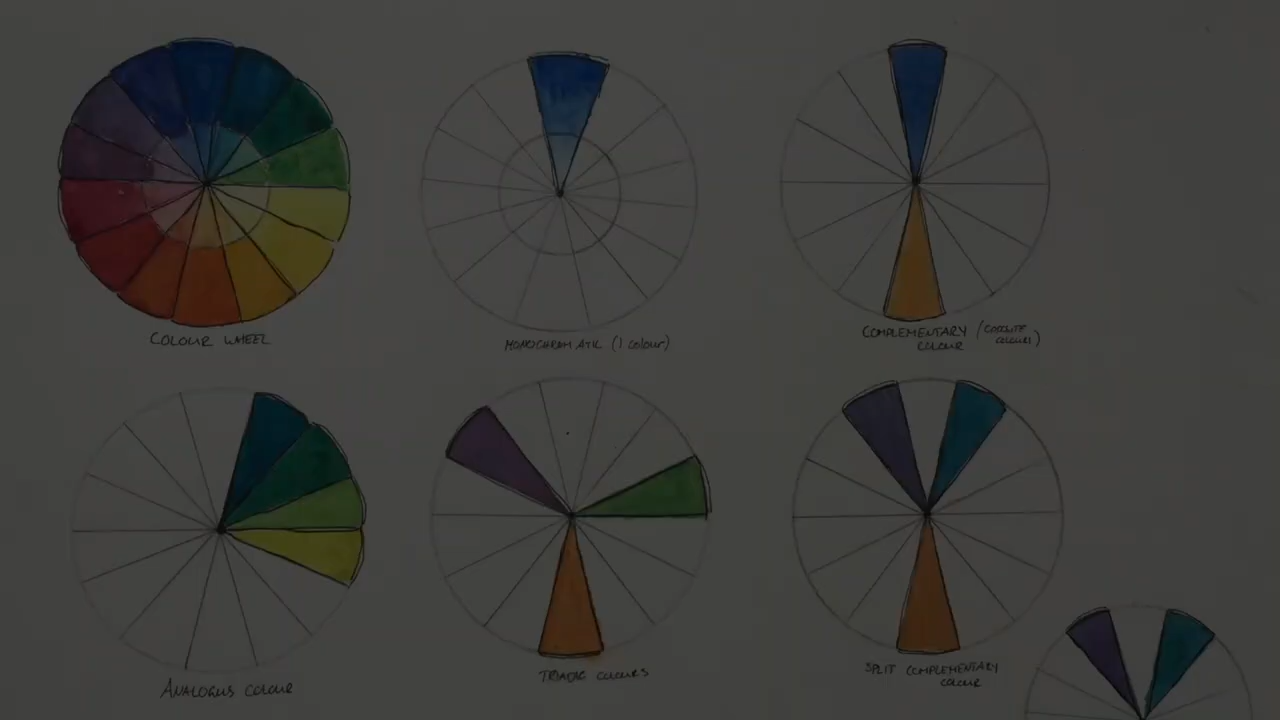 COLOUR WHEEL
MONOCHROMATIC (1 COLOUR)
COMPLEMENTARY (OPPOSITE
COLOUR COLOURS)
ANALOGUS COLOUR
TRIADIC COLOURS
SPLIT COMPLEMENTARY
COLOUR